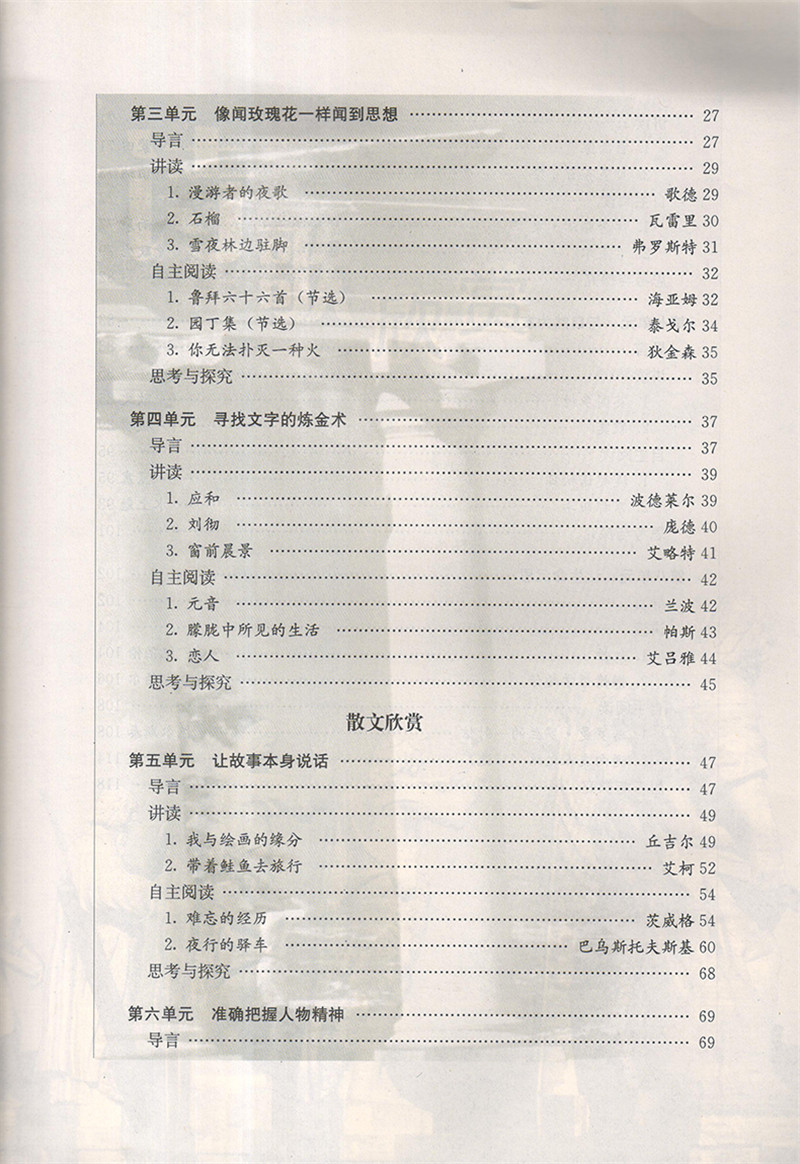 第三单元 像闻玫瑰花一样闻到思想 …… 27
导言 …… 27
讲读 …… 29
1. 漫游者的夜歌 …… 歌德 29
2. 石榴 …… 瓦雷里 30
3. 雪夜林边驻脚 …… 弗罗斯特 31
自主阅读 …… 32
1. 鲁拜六十六首（节选） …… 海亚姆 32
2. 园丁集（节选） …… 泰戈尔 34
3. 你无法扑灭一种火 …… 狄金森 35
思考与探究 …… 35
第四单元 寻找文字的炼金术 …… 37
导言 …… 37
讲读 …… 39
1. 应和 …… 波德莱尔 39
2. 刘彻 …… 庞德 40
3. 窗前晨景 …… 艾略特 41
自主阅读 …… 42
1. 元音 …… 兰波 42
2. 朦胧中所见的生活 …… 帕斯 43
3. 恋人 …… 艾吕雅 44
思考与探究 …… 45
散文欣赏
第五单元 让故事本身说话 …… 47
导言 …… 47
讲读 …… 49
1. 我与绘画的缘分 …… 丘吉尔 49
2. 带着鲑鱼去旅行 …… 艾柯 52
自主阅读 …… 54
1. 难忘的经历 …… 茨威格 54
2. 夜行的驿车 …… 巴乌斯托夫斯基 60
思考与探究 …… 68
第六单元 准确把握人物精神 …… 69
导言 …… 69